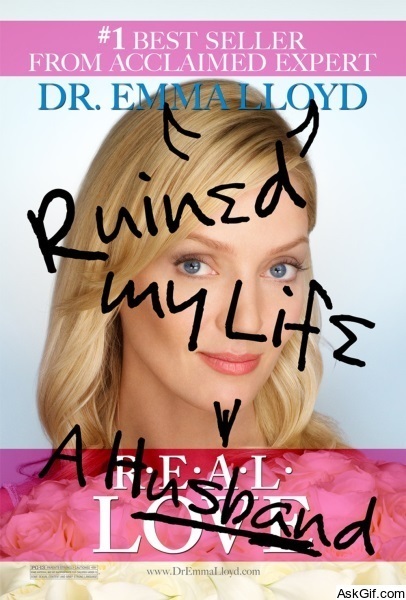 #1 BEST SELLER
FROM ACCLAIMED EXPERT
DR. EMMA LLOYD
Ruined
my Life
A Husband
R·E·A·L·
LOVE
www.DrEmmaLloyd.com
AskGif.com